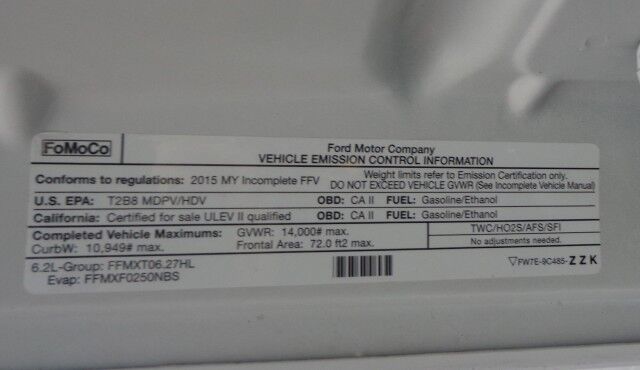 FoMoCo
Ford Motor Company
VEHICLE EMISSION CONTROL INFORMATION
Conforms to regulations: 2015 MY Incomplete FFV
Weight limits refer to Emission Certification only.
DO NOT EXCEED VEHICLE GVWR (See Incomplete Vehicle Manual)
U.S. EPA: T2B8 MDPV/HDV OBD: CA II FUEL: Gasoline/Ethanol
California: Certified for sale ULEV II qualified OBD: CA II FUEL: Gasoline/Ethanol
Completed Vehicle Maximums: GVWR: 14,000# max.
CurbW: 10,949# max. Frontal Area: 72.0 ft2 max.
TWC/HO2S/AFS/SFI
No adjustments needed.
6.2L-Group: FFMXT06.27HL
Evap: FFMXF0250NBS
▽FW7E-9C485-ZZK